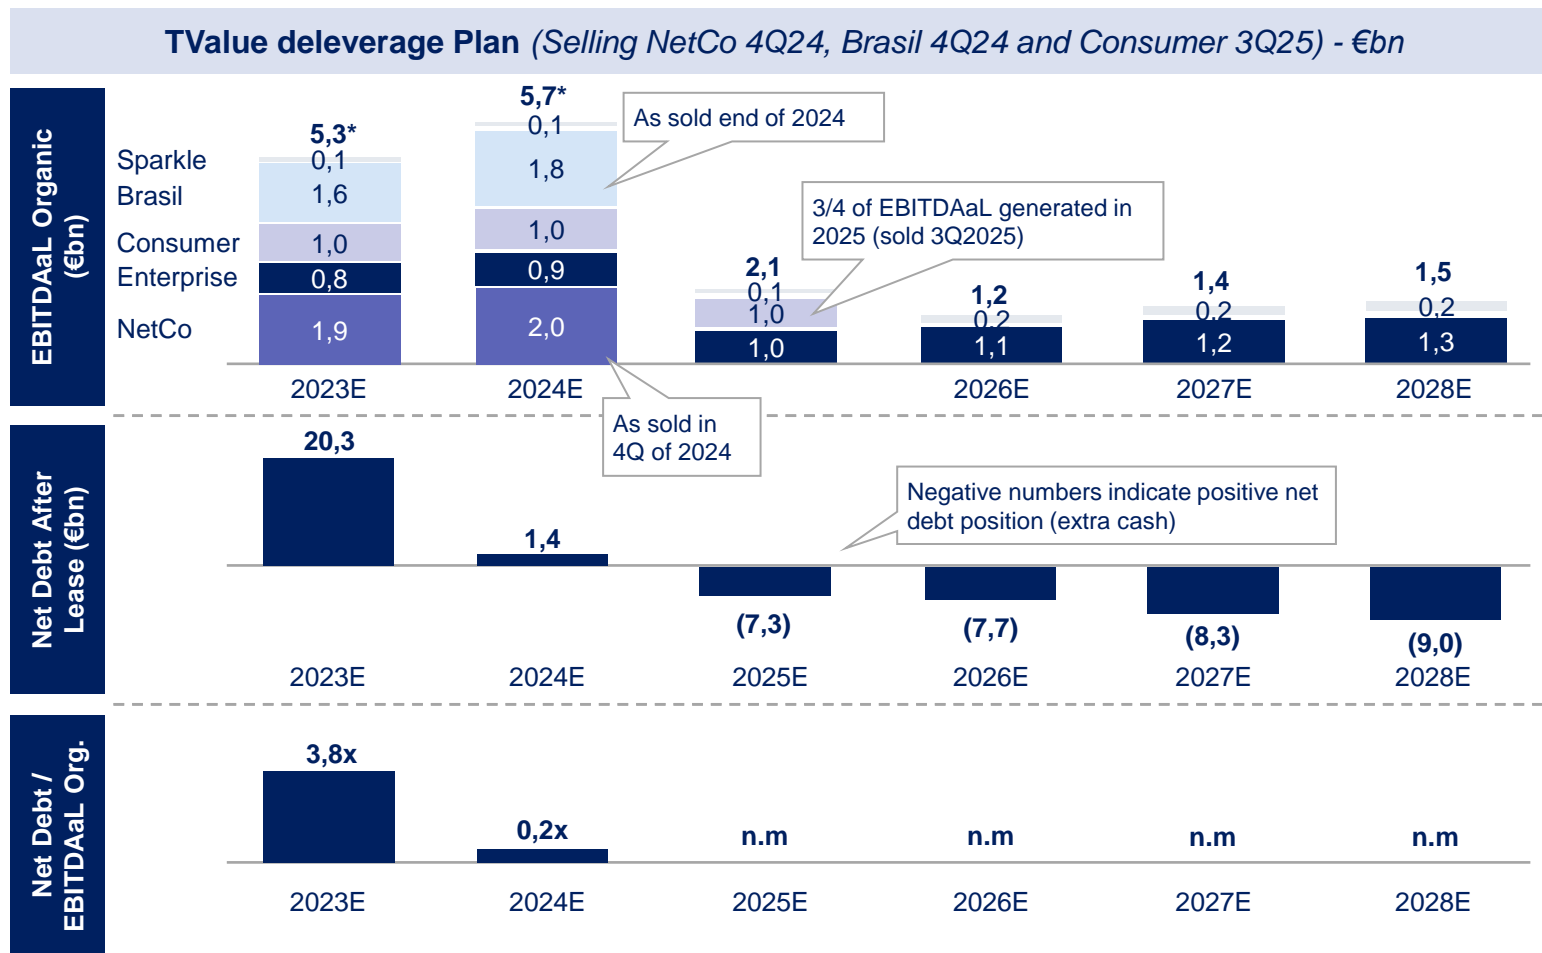 TValue deleverage Plan (Selling NetCo 4Q24, Brasil 4Q24 and Consumer 3Q25) - €bn
EBITDAaL Organic
(€bn)
Sparkle
Brasil
Consumer
Enterprise
NetCo
5,3*
0,1
1,6
1,0
0,8
1,9
5,7*
0,1
1,8
1,0
0,9
2,0
As sold end of 2024
3/4 of EBITDAaL generated in
2025 (sold 3Q2025)
2,1
0,1
1,0
1,0
1,2
0,2
1,1
1,4
0,2
1,2
1,5
0,2
1,3
2023E
2024E
2026E
2027E
2028E
As sold in
4Q of 2024
Net Debt After
Lease (€bn)
20,3
1,4
Negative numbers indicate positive net
debt position (extra cash)
(7,3)
(7,7)
(8,3)
(9,0)
2023E
2024E
2025E
2026E
2027E
2028E
Net Debt /
EBITDAaL Org.
3,8x
0,2x
n.m
n.m
n.m
n.m
2023E
2024E
2025E
2026E
2027E
2028E